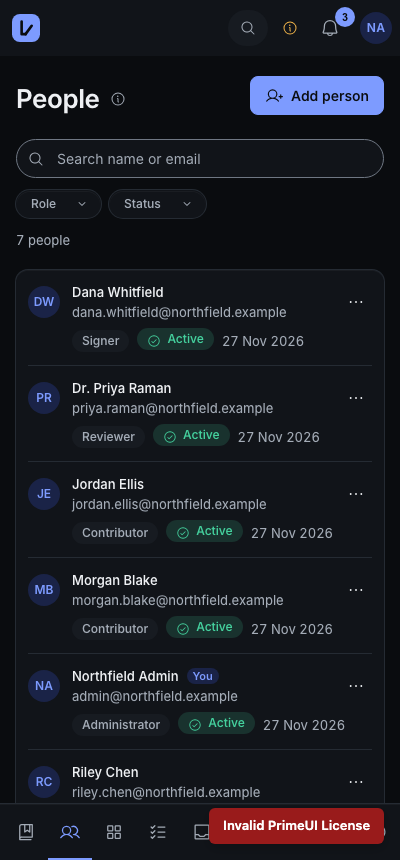 3
NA
People
Add person
Search name or email
Role
Status
7 people
DW
Dana Whitfield
dana.whitfield@northfield.example
Signer
Active
27 Nov 2026
PR
Dr. Priya Raman
priya.raman@northfield.example
Reviewer
Active
27 Nov 2026
JE
Jordan Ellis
jordan.ellis@northfield.example
Contributor
Active
27 Nov 2026
MB
Morgan Blake
morgan.blake@northfield.example
Contributor
Active
27 Nov 2026
NA
Northfield Admin You
admin@northfield.example
Administrator
Active
27 Nov 2026
RC
Riley Chen
riley.chen@northfield.example
Invalid PrimeUI License